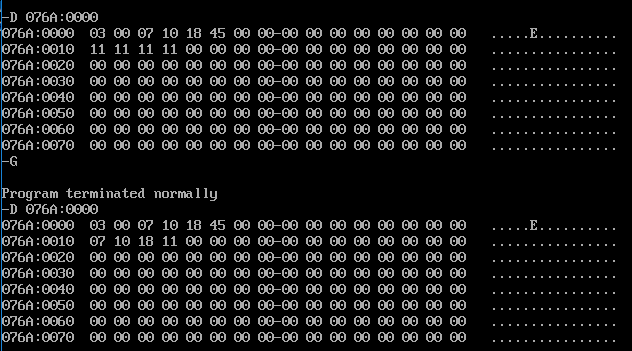 -D 076A:0000
076A:0000  03 00 07 10 18 45 00 00-00 00 00 00 00 00 00 00   .....E..........
076A:0010  11 11 11 11 00 00 00 00-00 00 00 00 00 00 00 00   ................
076A:0020  00 00 00 00 00 00 00 00-00 00 00 00 00 00 00 00   ................
076A:0030  00 00 00 00 00 00 00 00-00 00 00 00 00 00 00 00   ................
076A:0040  00 00 00 00 00 00 00 00-00 00 00 00 00 00 00 00   ................
076A:0050  00 00 00 00 00 00 00 00-00 00 00 00 00 00 00 00   ................
076A:0060  00 00 00 00 00 00 00 00-00 00 00 00 00 00 00 00   ................
076A:0070  00 00 00 00 00 00 00 00-00 00 00 00 00 00 00 00   ................
-G
Program terminated normally
-D 076A:0000
076A:0000  03 00 07 10 18 45 00 00-00 00 00 00 00 00 00 00   .....E..........
076A:0010  07 10 18 11 00 00 00 00-00 00 00 00 00 00 00 00   ................
076A:0020  00 00 00 00 00 00 00 00-00 00 00 00 00 00 00 00   ................
076A:0030  00 00 00 00 00 00 00 00-00 00 00 00 00 00 00 00   ................
076A:0040  00 00 00 00 00 00 00 00-00 00 00 00 00 00 00 00   ................
076A:0050  00 00 00 00 00 00 00 00-00 00 00 00 00 00 00 00   ................
076A:0060  00 00 00 00 00 00 00 00-00 00 00 00 00 00 00 00   ................
076A:0070  00 00 00 00 00 00 00 00-00 00 00 00 00 00 00 00   ................